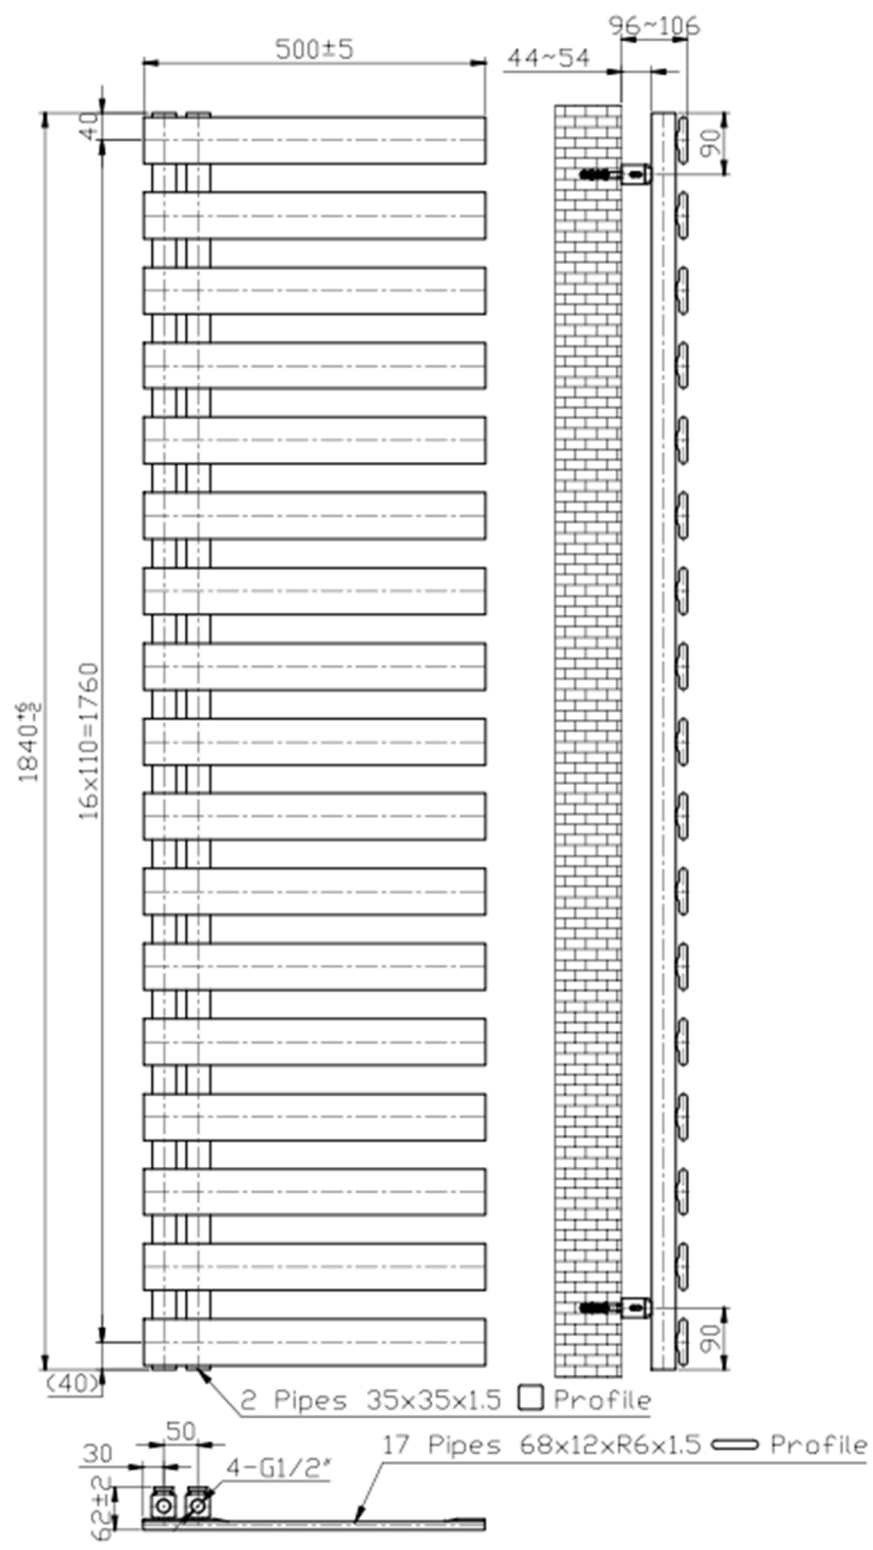 96~106
500±5
44~54
40
90
1840+6-2
16x110=1760
90
(40)
2 Pipes 35x35x1.5 Profile
50
17 Pipes 68x12xR6x1.5 Profile
30
4-G1/2"
62±2